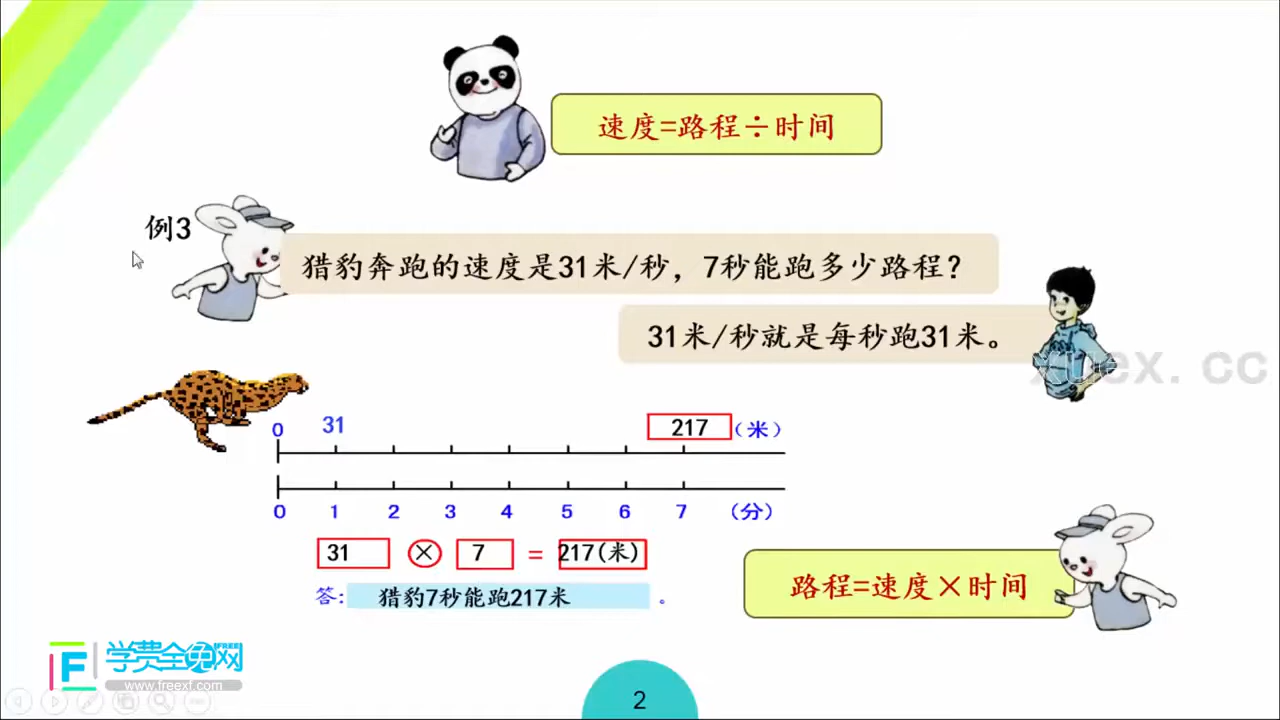 速度=路程÷时间
例3
猎豹奔跑的速度是31米/秒，7秒能跑多少路程？
31米/秒就是每秒跑31米。
xuex. cc
0 31 217 (米)
0 1 2 3 4 5 6 7 (分)
31 × 7 = 217(米)
答: 猎豹7秒能跑217米 。
路程=速度×时间
F 学费全免网 FREE
www.freexf.com
2